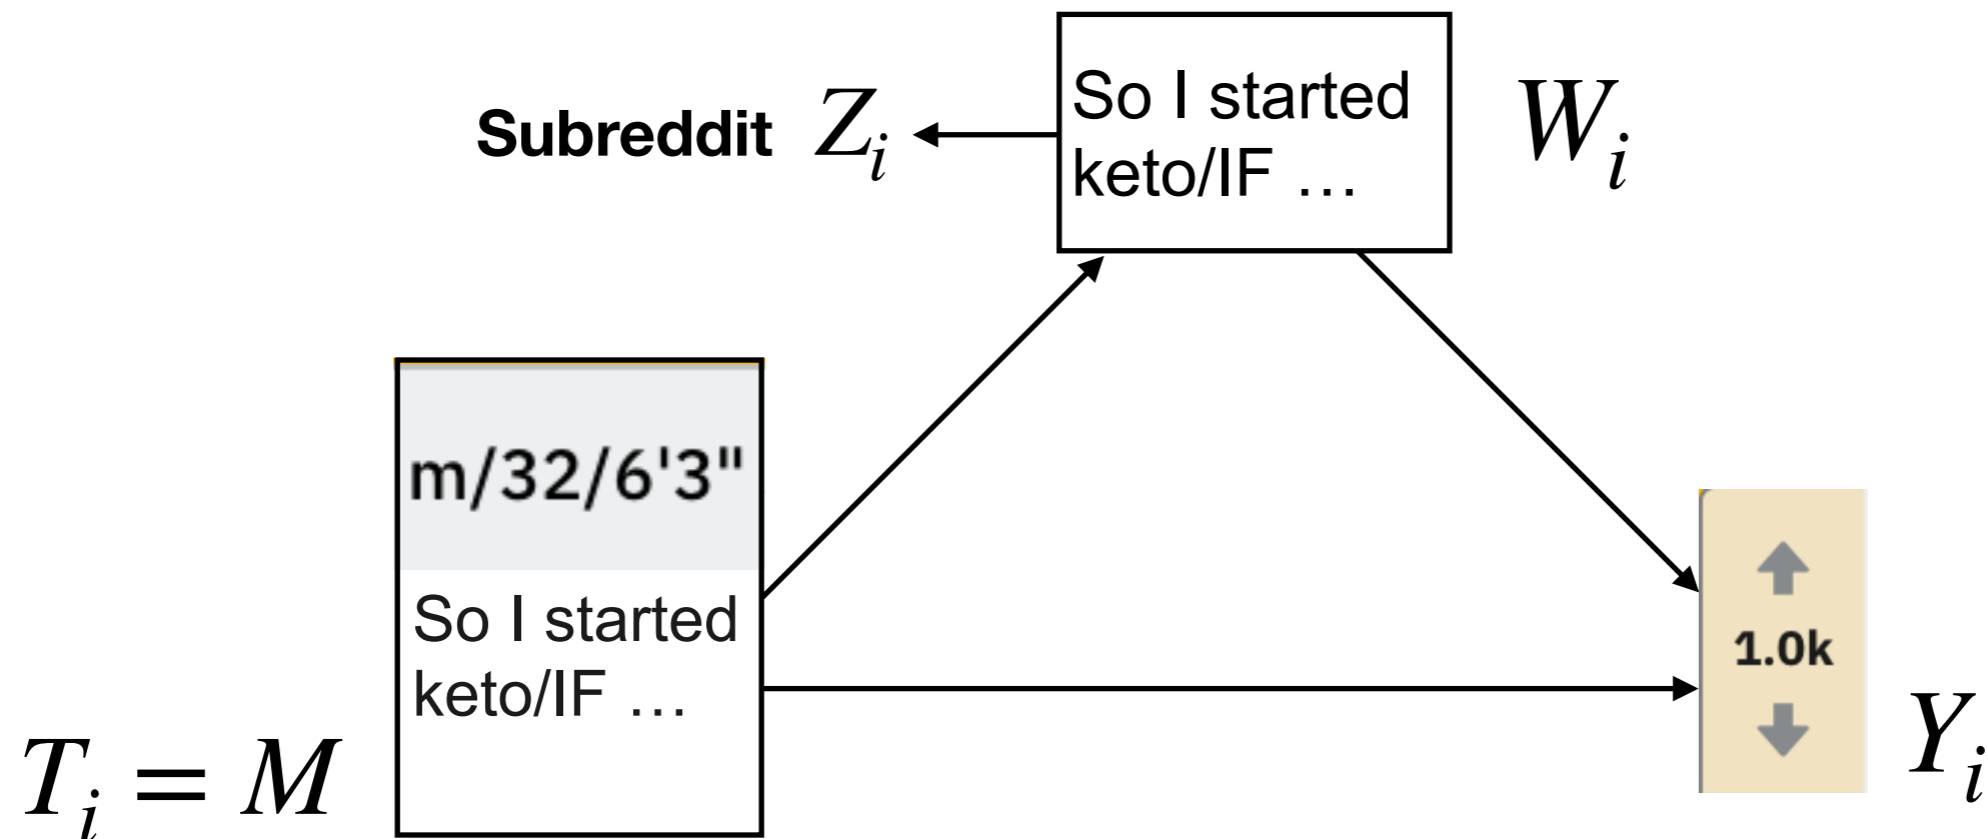 Subreddit Z_i
So I started
keto/IF …
W_i
m/32/6'3"
So I started
keto/IF …
T_i = M
1.0k
Y_i